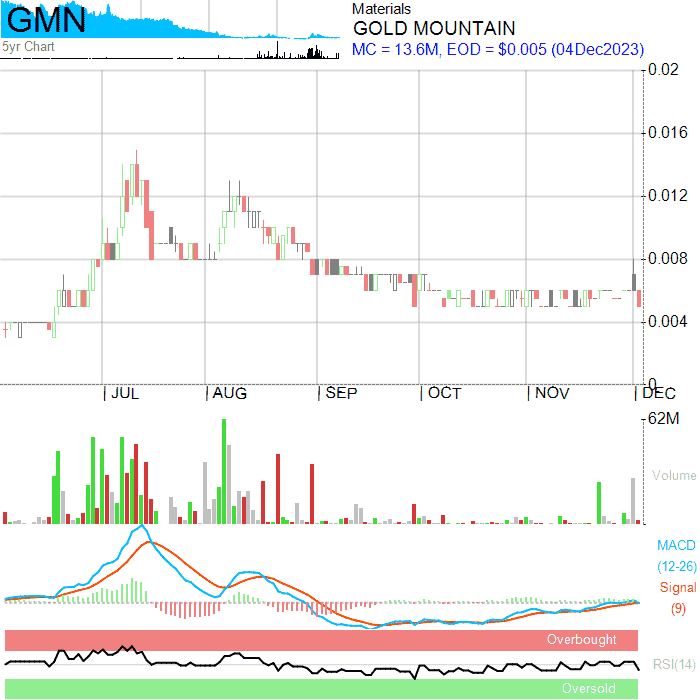 GMN
5yr Chart
Materials
GOLD MOUNTAIN
MC = 13.6M, EOD = $0.005 (04Dec2023)
0.02
0.016
0.012
0.008
0.004
0
| JUL | AUG | SEP | OCT | NOV | DEC
62M
Volume
MACD
(12-26)
Signal
(9)
Overbought
RSI(14)
Oversold